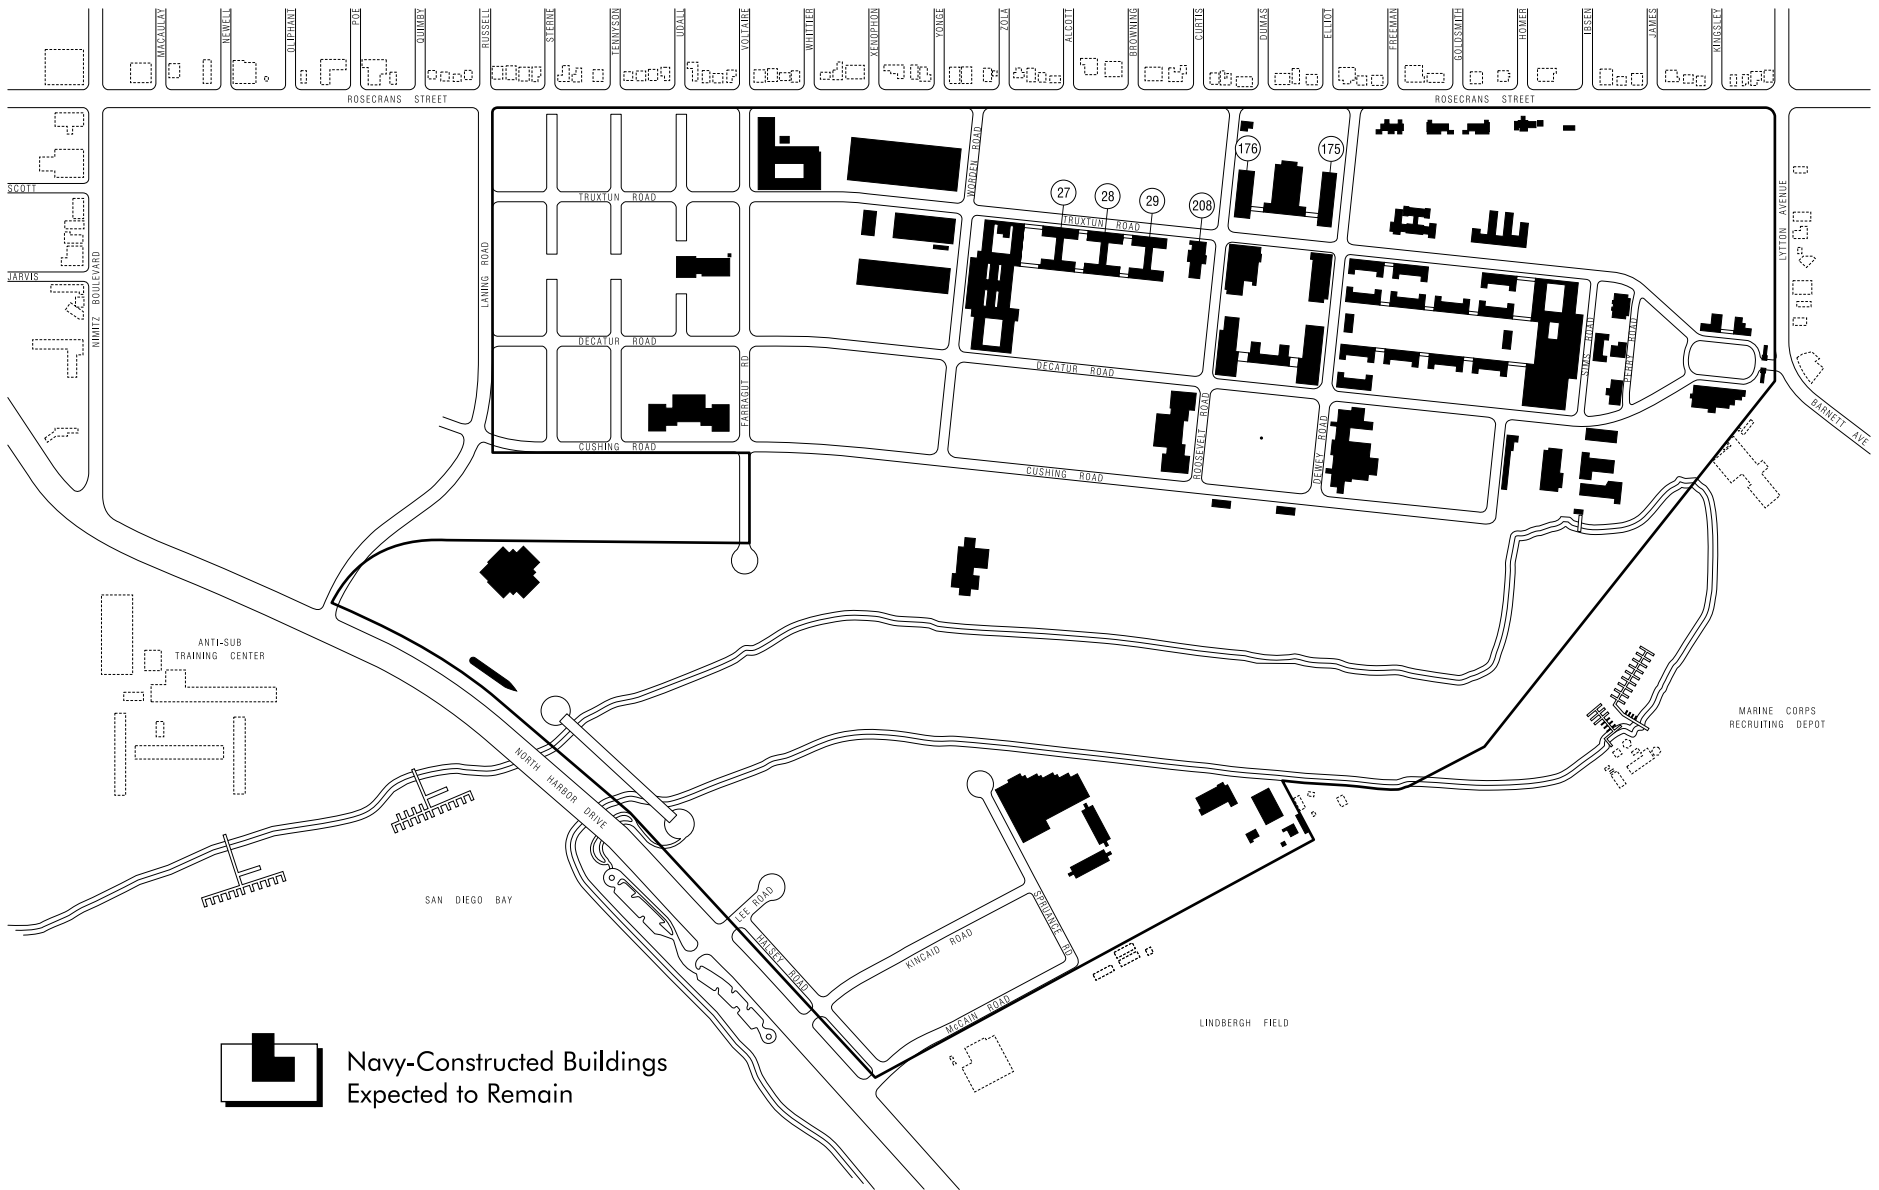 MACAULAY
NEWELL
OLIPHANT
POE
QUIMBY
RUSSELL
STERNE
TENNYSON
UDALL
VOLTAIRE
WHITTIER
XENOPHON
YONGE
ZOLA
ALCOTT
BROWNING
CURTIS
DUMAS
ELLIOT
FREEMAN
GOLDSMITH
HOMER
IBSEN
JAMES
KINGSLEY
ROSECRANS STREET
ROSECRANS STREET
SCOTT
JARVIS
NIMITZ BOULEVARD
LANING ROAD
TRUXTUN ROAD
WORDEN ROAD
TRUXTUN ROAD
27
28
29
208
176
175
LYTTON AVENUE
BARNETT AVE
SIMS ROAD
PERRY ROAD
DECATUR ROAD
FARRAGUT RD
DECATUR ROAD
ROOSEVELT ROAD
DEWEY ROAD
CUSHING ROAD
CUSHING ROAD
ANTI-SUB
TRAINING CENTER
MARINE CORPS
RECRUITING DEPOT
NORTH HARBOR DRIVE
SAN DIEGO BAY
LEE ROAD
HALSEY ROAD
KINCAID ROAD
SPRUANCE RD
McCAIN ROAD
LINDBERGH FIELD
Navy-Constructed Buildings
Expected to Remain